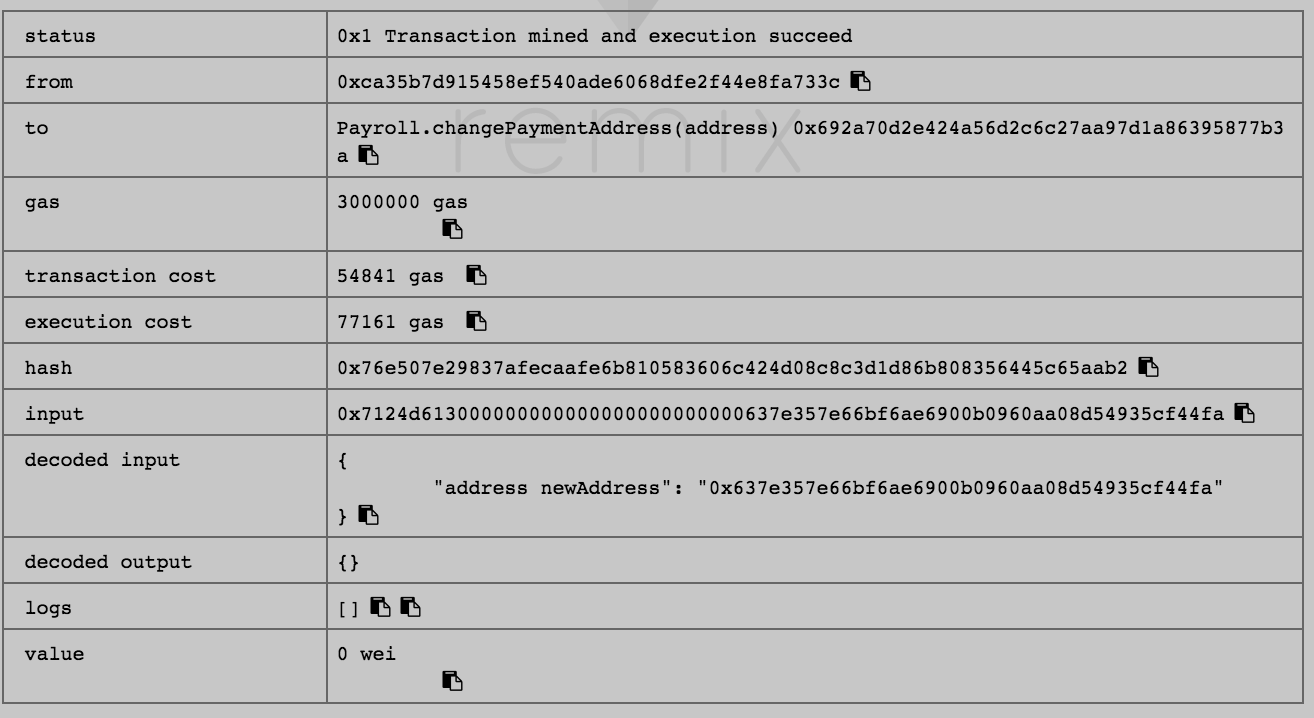 status 0x1 Transaction mined and execution succeed
from 0xca35b7d915458ef540ade6068dfe2f44e8fa733c
to Payroll.changePaymentAddress(address) 0x692a70d2e424a56d2c6c27aa97d1a86395877b3
a
gas 3000000 gas
transaction cost 54841 gas
execution cost 77161 gas
hash 0x76e507e29837afecaafe6b810583606c424d08c8c3d1d86b808356445c65aab2
input 0x7124d613000000000000000000000000637e357e66bf6ae6900b0960aa08d54935cf44fa
decoded input {
"address newAddress": "0x637e357e66bf6ae6900b0960aa08d54935cf44fa"
}
decoded output {}
logs []
value 0 wei
remix